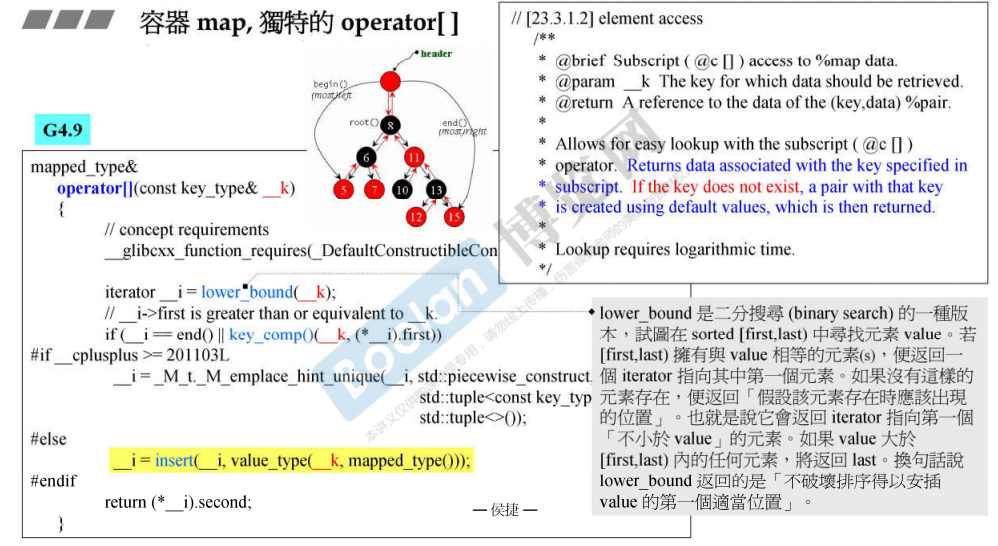 容器 map, 獨特的 operator[ ]
header
begin()
(most)left
root()
end()
(most)right
8
6
11
5
7
10
13
12
15
G4.9
mapped_type&
operator[](const key_type& __k)
{
// concept requirements
__glibcxx_function_requires(_DefaultConstructibleCon
iterator __i = lower_bound(__k);
// __i->first is greater than or equivalent to __k.
if (__i == end() || key_comp()(__k, (*__i).first))
#if __cplusplus >= 201103L
__i = _M_t._M_emplace_hint_unique(__i, std::piecewise_construct,
std::tuple<const key_typ
std::tuple<>());
#else
__i = insert(__i, value_type(__k, mapped_type()));
#endif
return (*__i).second;
}
// [23.3.1.2] element access
/**
* @brief Subscript ( @c [] ) access to %map data.
* @param __k The key for which data should be retrieved.
* @return A reference to the data of the (key,data) %pair.
*
* Allows for easy lookup with the subscript ( @c [] )
* operator. Returns data associated with the key specified in
* subscript. If the key does not exist, a pair with that key
* is created using default values, which is then returned.
*
* Lookup requires logarithmic time.
*/
lower_bound 是二分搜尋 (binary search) 的一種版
本，試圖在 sorted [first,last) 中尋找元素 value。若
[first,last) 擁有與 value 相等的元素(s)，便返回一
個 iterator 指向其中第一個元素。如果沒有這樣的
元素存在，便返回「假設該元素存在時應該出現
的位置」。也就是說它會返回 iterator 指向第一個
「不小於 value」的元素。如果 value 大於
[first,last) 內的任何元素，將返回 last。換句話說
lower_bound 返回的是「不破壞排序得以安插
value 的第一個適當位置」。
— 侯捷 —
Boolan 博览网